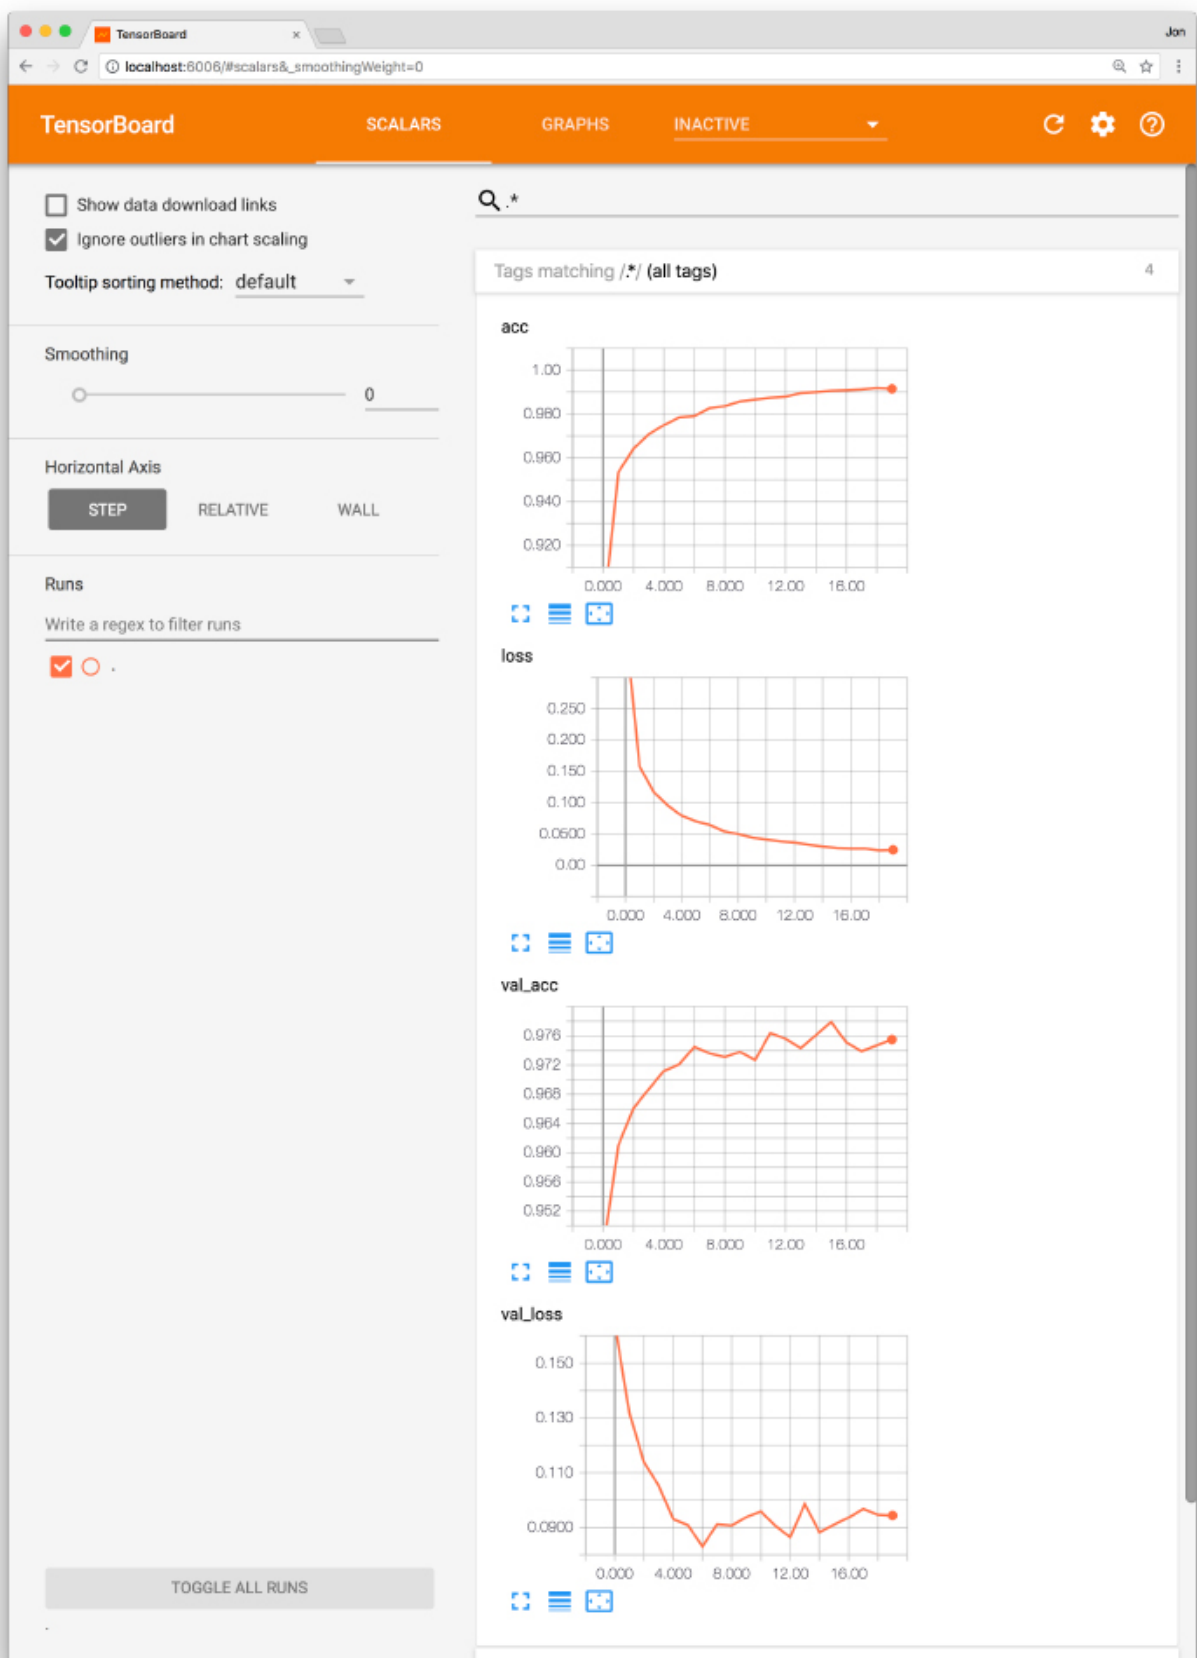 TensorBoard
Jon
localhost:6006/#scalars&_smoothingWeight=0
TensorBoard SCALARS GRAPHS INACTIVE
Show data download links
Ignore outliers in chart scaling
Tooltip sorting method: default
Smoothing
0
Horizontal Axis
STEP RELATIVE WALL
Runs
Write a regex to filter runs
.
TOGGLE ALL RUNS
.
.*
Tags matching /.*/ (all tags) 4
acc
1.00
0.980
0.960
0.940
0.920
0.000 4.000 8.000 12.00 16.00
loss
0.250
0.200
0.150
0.100
0.0500
0.00
0.000 4.000 8.000 12.00 16.00
val_acc
0.976
0.972
0.968
0.964
0.960
0.956
0.952
0.000 4.000 8.000 12.00 16.00
val_loss
0.150
0.130
0.110
0.0900
0.000 4.000 8.000 12.00 16.00